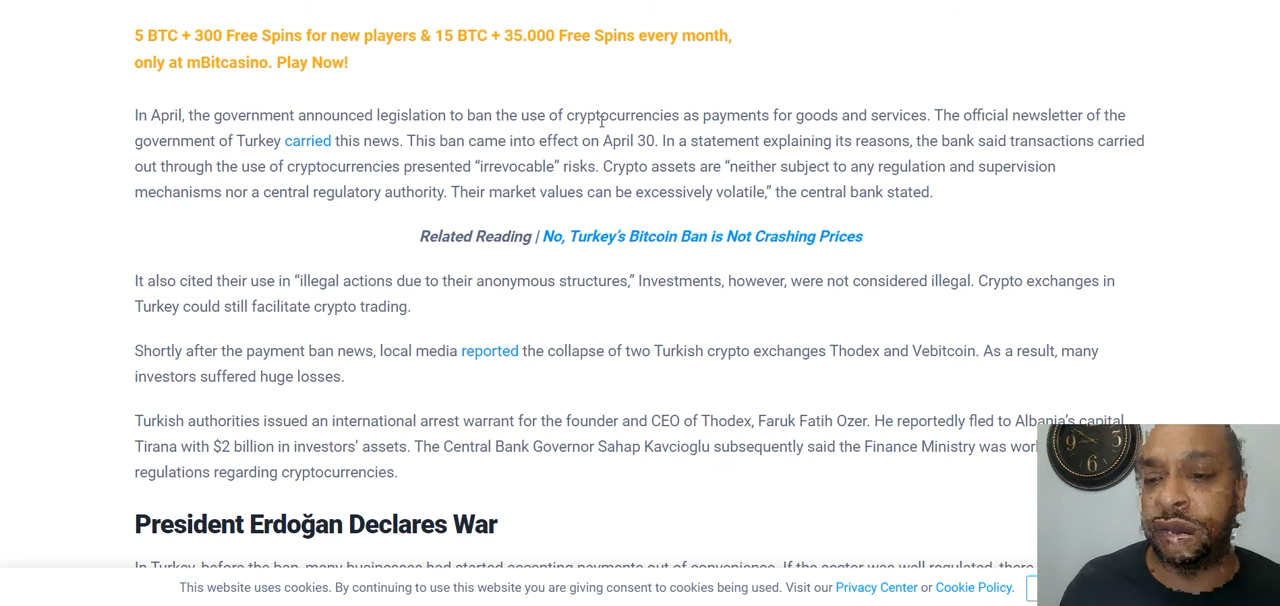 5 BTC + 300 Free Spins for new players & 15 BTC + 35.000 Free Spins every month,
only at mBitcasino. Play Now!
In April, the government announced legislation to ban the use of cryptocurrencies as payments for goods and services. The official newsletter of the
government of Turkey carried this news. This ban came into effect on April 30. In a statement explaining its reasons, the bank said transactions carried
out through the use of cryptocurrencies presented “irrevocable” risks. Crypto assets are “neither subject to any regulation and supervision
mechanisms nor a central regulatory authority. Their market values can be excessively volatile,” the central bank stated.
Related Reading | No, Turkey’s Bitcoin Ban is Not Crashing Prices
It also cited their use in “illegal actions due to their anonymous structures,” Investments, however, were not considered illegal. Crypto exchanges in
Turkey could still facilitate crypto trading.
Shortly after the payment ban news, local media reported the collapse of two Turkish crypto exchanges Thodex and Vebitcoin. As a result, many
investors suffered huge losses.
Turkish authorities issued an international arrest warrant for the founder and CEO of Thodex, Faruk Fatih Ozer. He reportedly fled to Albania’s capital
Tirana with $2 billion in investors’ assets. The Central Bank Governor Sahap Kavcioglu subsequently said the Finance Ministry was
regulations regarding cryptocurrencies.
President Erdoğan Declares War
In Turkey, before the ban, many businesses had started accepting payments out of convenience. If the sector was well regulated, there
This website uses cookies. By continuing to use this website you are giving consent to cookies being used. Visit our Privacy Center or Cookie Policy.
9 3
6